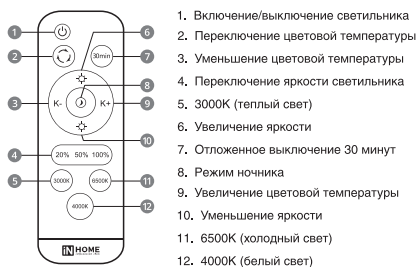 1
2
3
4
5
6
7
8
9
10
11
12
30min
K-
K+
20% 50% 100%
3000K
6500K
4000K
IN HOME
1. Включение/выключение светильника
2. Переключение цветовой температуры
3. Уменьшение цветовой температуры
4. Переключение яркости светильника
5. 3000K (теплый свет)
6. Увеличение яркости
7. Отложенное выключение 30 минут
8. Режим ночника
9. Увеличение цветовой температуры
10. Уменьшение яркости
11. 6500K (холодный свет)
12. 4000K (белый свет)